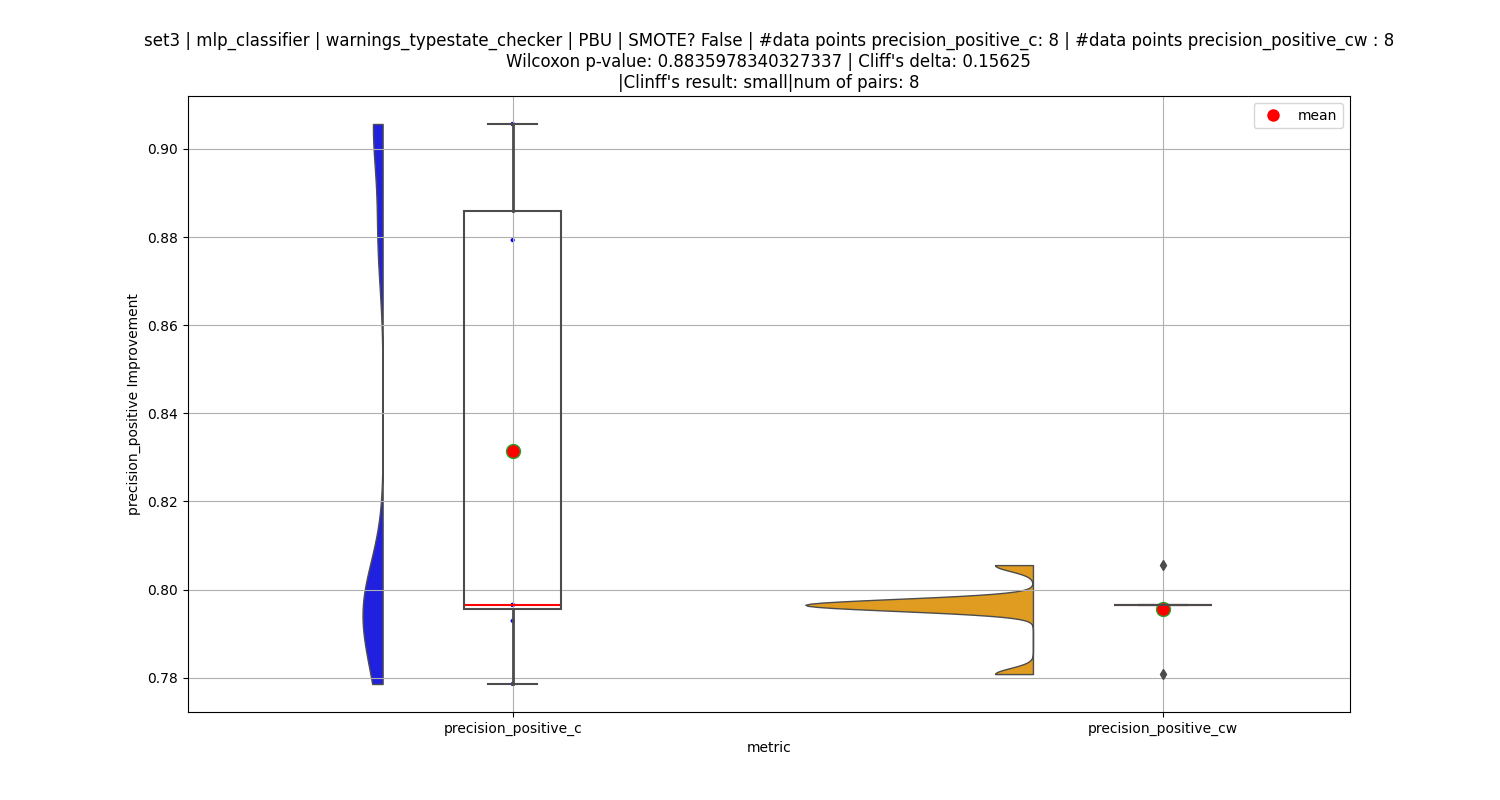 set3 | mlp_classifier | warnings_typestate_checker | PBU | SMOTE? False | #data points precision_positive_c: 8 | #data points precision_positive_cw : 8
Wilcoxon p-value: 0.8835978340327337 | Cliff's delta: 0.15625
|Clinff's result: small|num of pairs: 8
mean
0.90
0.88
0.86
0.84
0.82
0.80
0.78
precision_positive Improvement
precision_positive_c
precision_positive_cw
metric